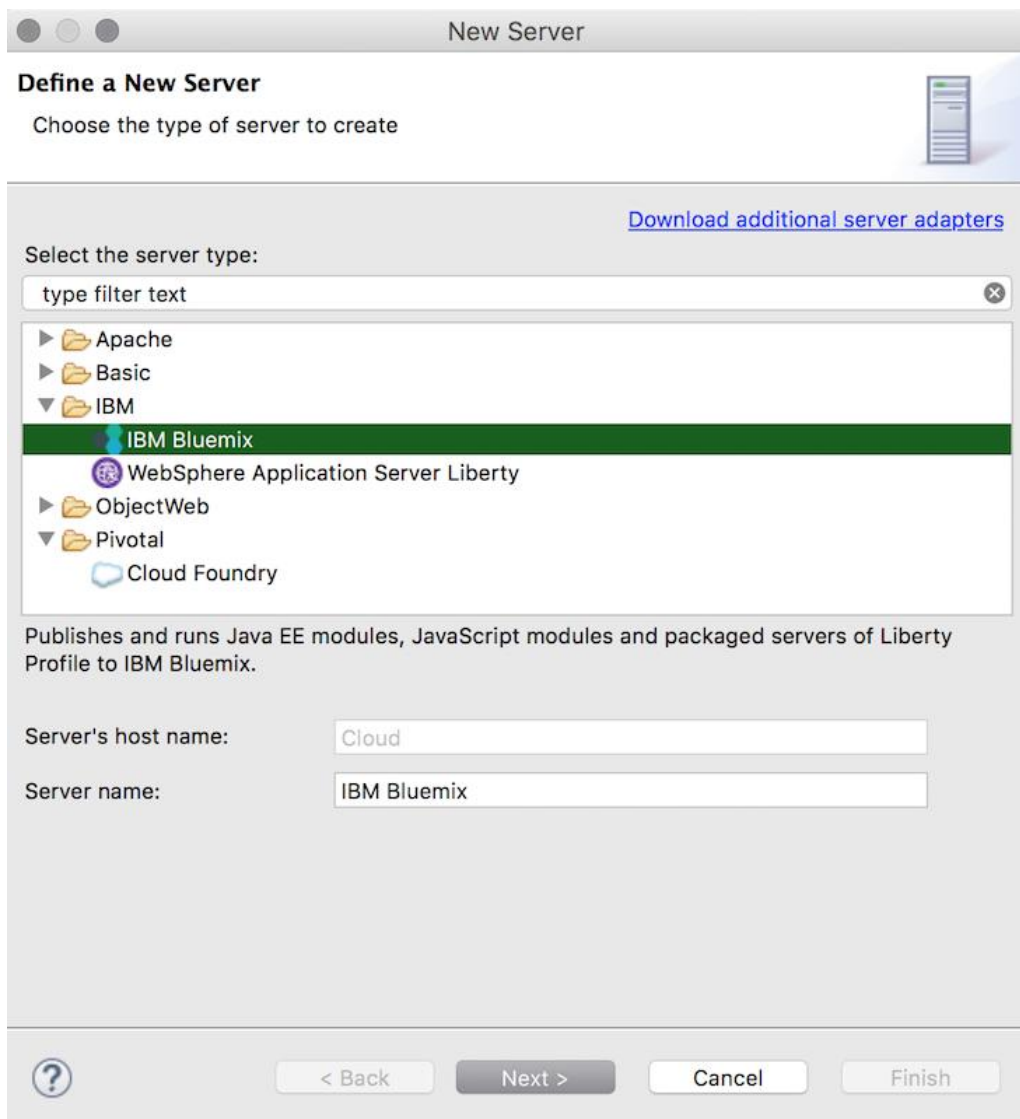 New Server
Define a New Server
Choose the type of server to create
Download additional server adapters
Select the server type:
type filter text
Apache
Basic
IBM
IBM Bluemix
WebSphere Application Server Liberty
ObjectWeb
Pivotal
Cloud Foundry
Publishes and runs Java EE modules, JavaScript modules and packaged servers of Liberty
Profile to IBM Bluemix.
Server's host name: Cloud
Server name: IBM Bluemix
? < Back Next > Cancel Finish